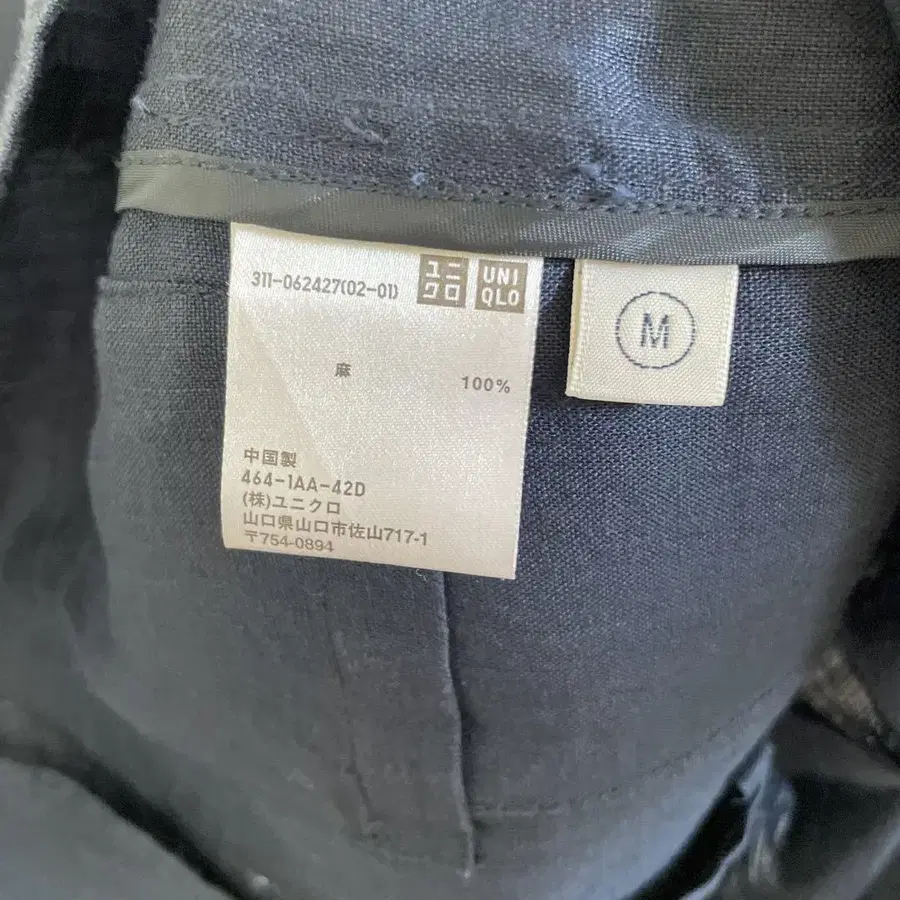 311-062427(02-01)
ユニ
クロ
UNI
QLO
M
麻
100%
中国製
464-1AA-42D
(株)ユニクロ
山口県山口市佐山717-1
〒754-0894